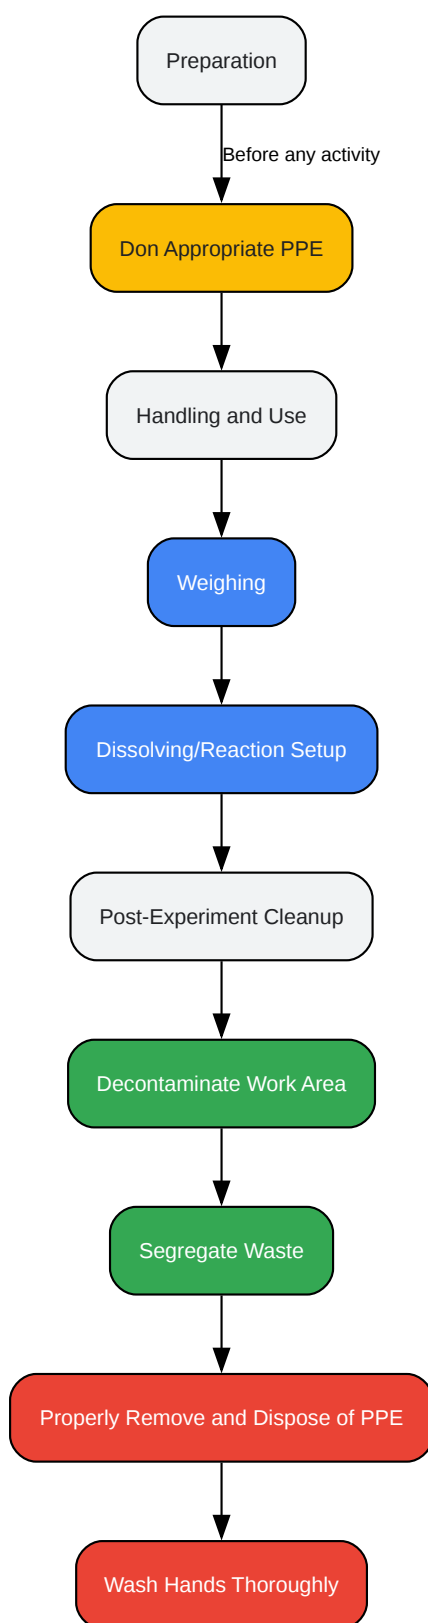 Preparation
Before any activity
Don Appropriate PPE
Handling and Use
Weighing
Dissolving/Reaction Setup
Post-Experiment Cleanup
Decontaminate Work Area
Segregate Waste
Properly Remove and Dispose of PPE
Wash Hands Thoroughly